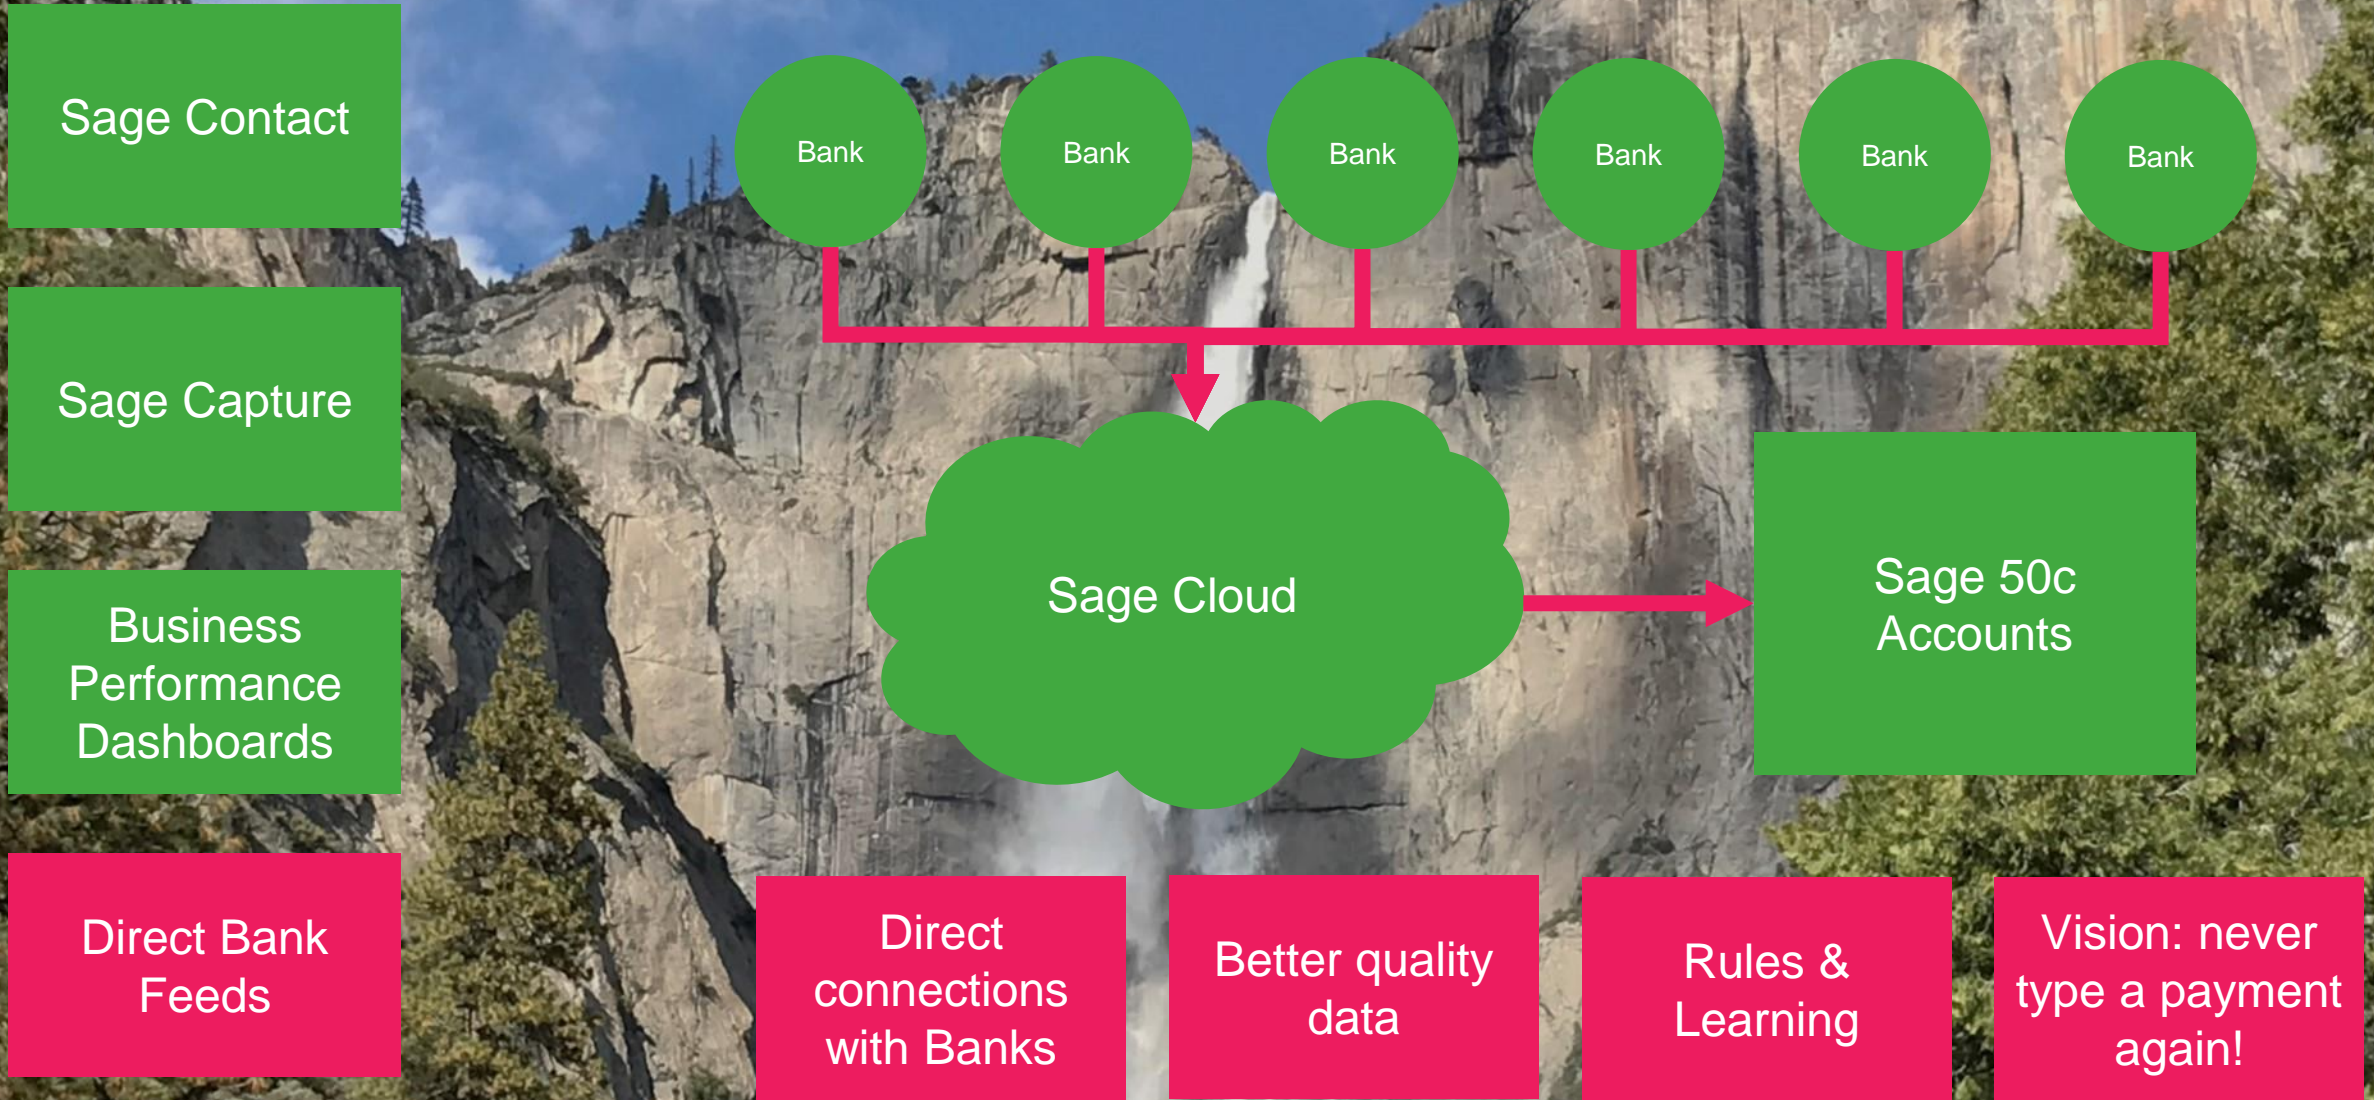 Sage Contact
Sage Capture
Business
Performance
Dashboards
Direct Bank
Feeds
Bank
Bank
Bank
Bank
Bank
Bank
Sage Cloud
Sage 50c
Accounts
Direct
connections
with Banks
Better quality
data
Rules &
Learning
Vision: never
type a payment
again!